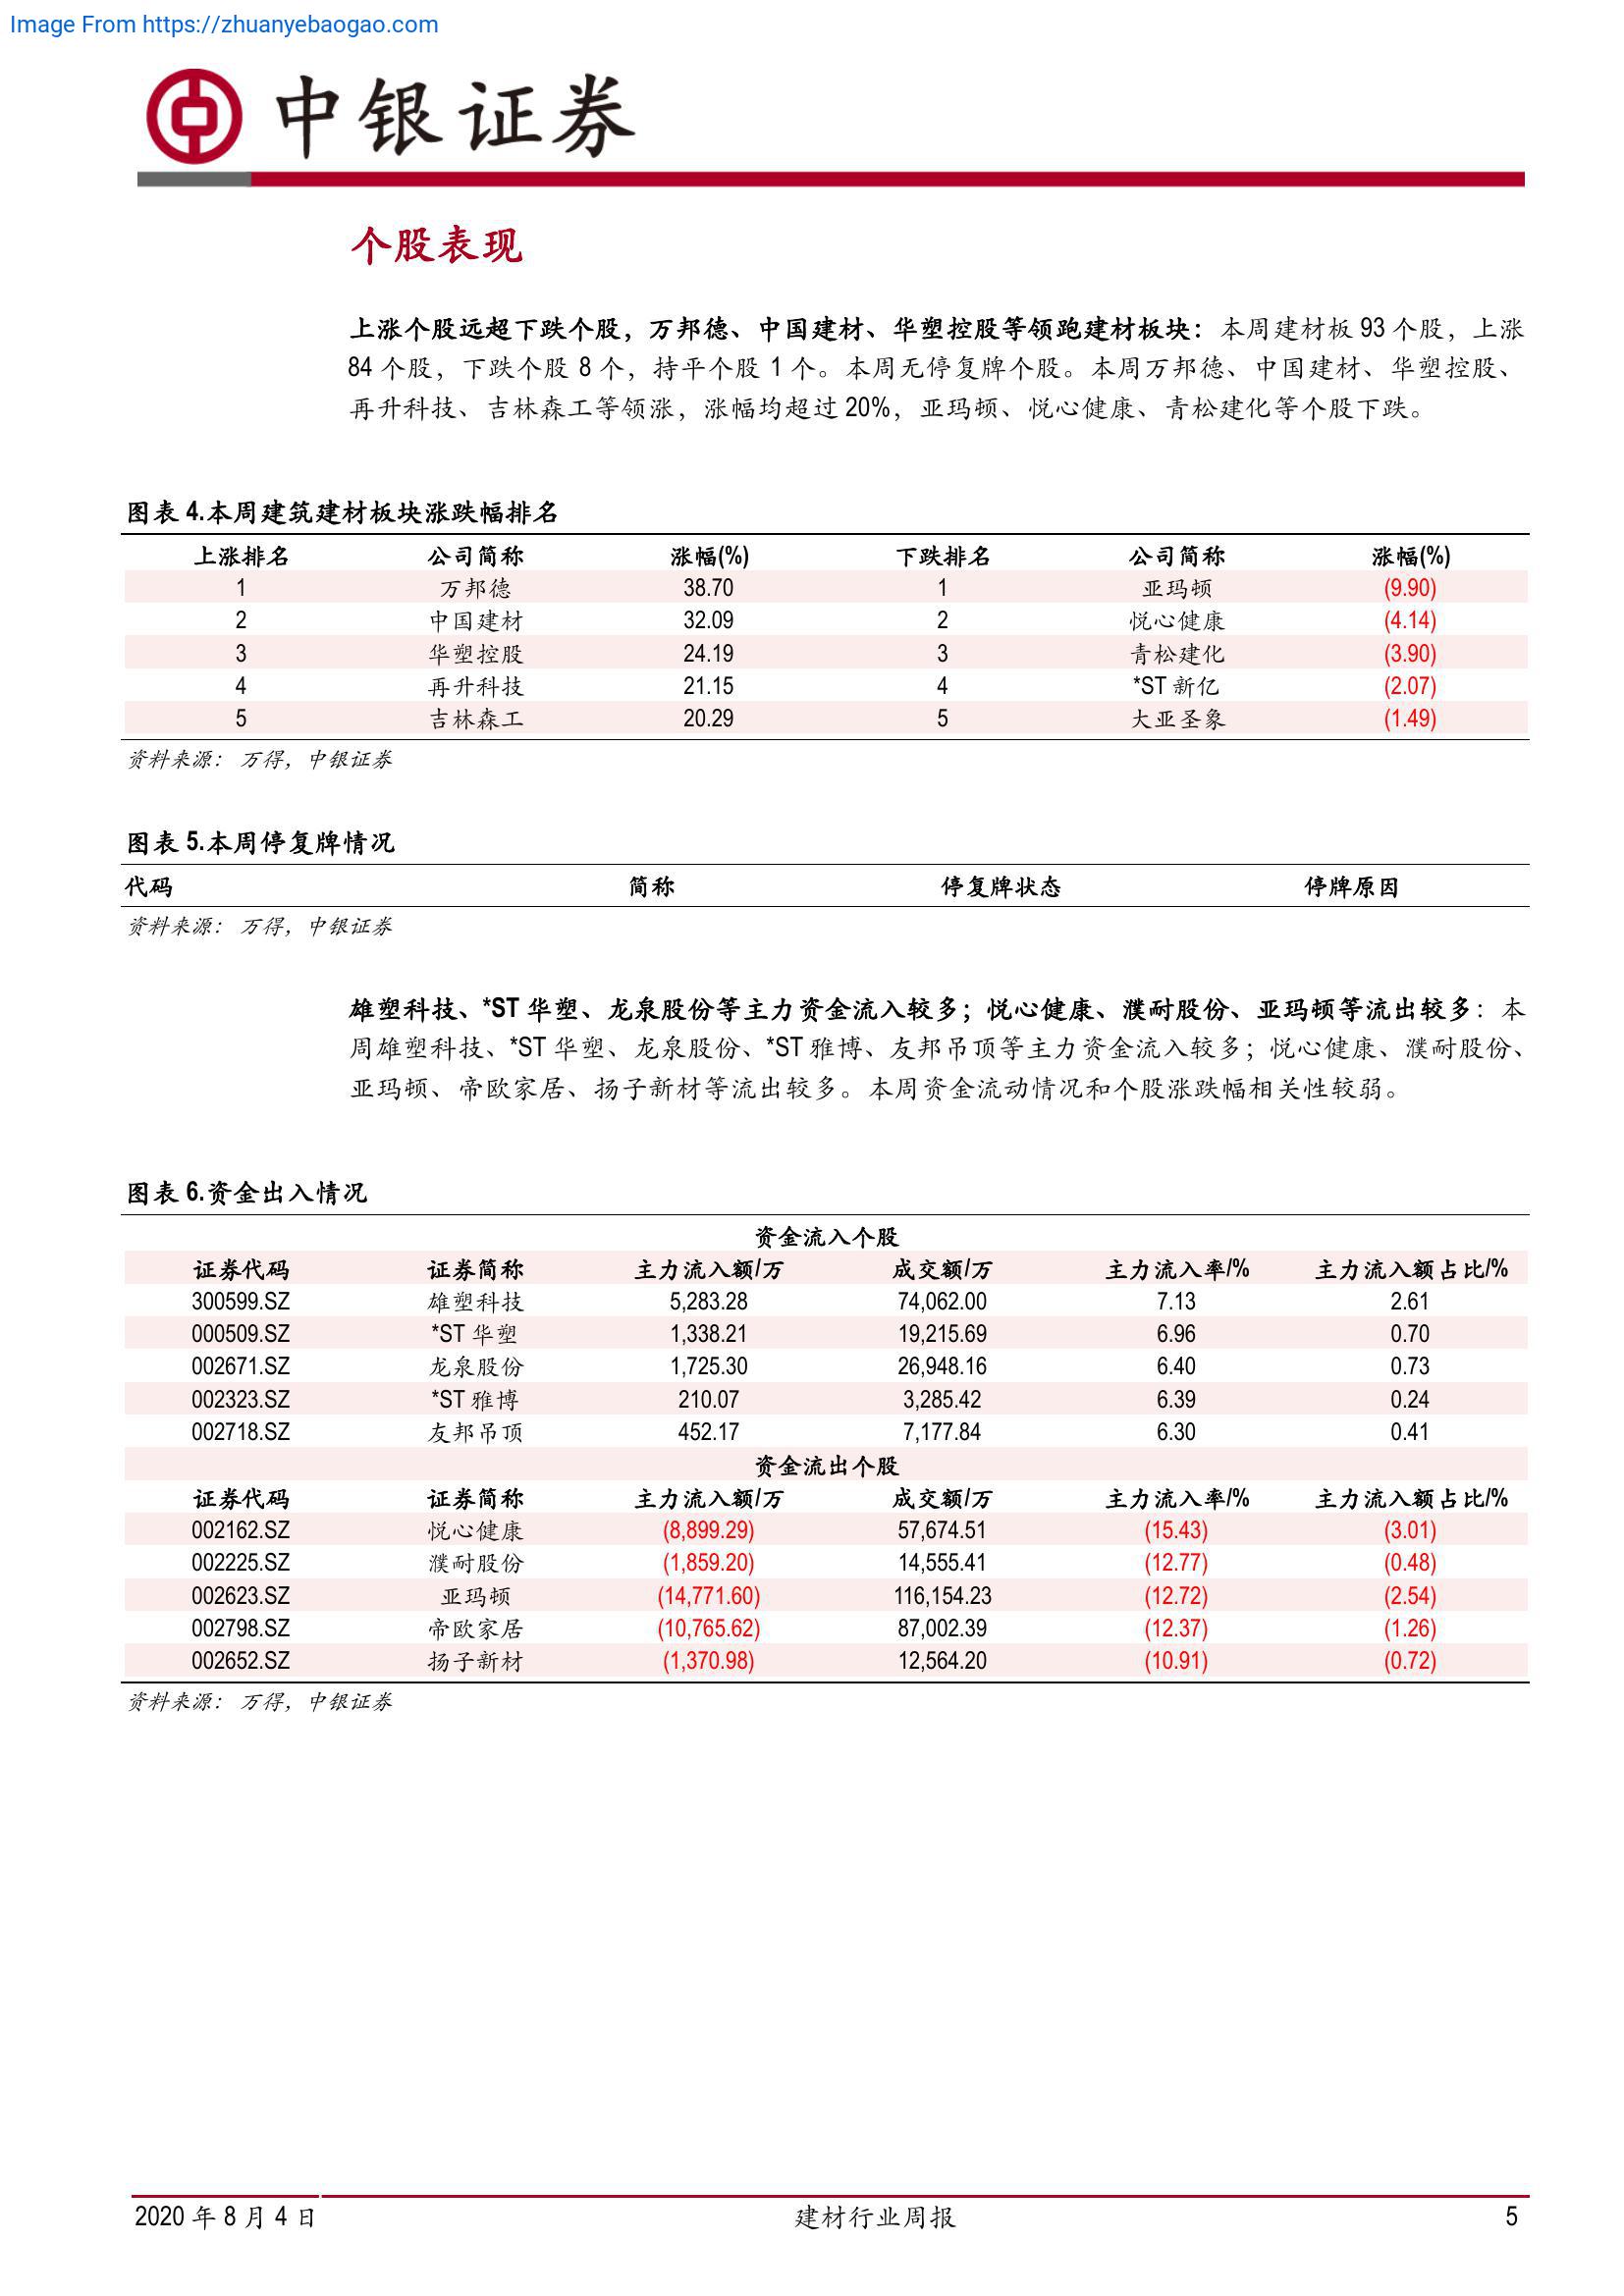 Image From https://zhuanyebaogao.com
中银证券
个股表现
上涨个股远超下跌个股，万邦德、中国建材、华塑控股等领跑建材板块：本周建材板 93 个股，上涨
84 个股，下跌个股 8 个，持平个股 1 个。本周无停复牌个股。本周万邦德、中国建材、华塑控股、
再升科技、吉林森工等领涨，涨幅均超过 20%，亚玛顿、悦心健康、青松建化等个股下跌。
图表 4.本周建筑建材板块涨跌幅排名
上涨排名 公司简称 涨幅(%) 下跌排名 公司简称 涨幅(%)
1 万邦德 38.70 1 亚玛顿 (9.90)
2 中国建材 32.09 2 悦心健康 (4.14)
3 华塑控股 24.19 3 青松建化 (3.90)
4 再升科技 21.15 4 *ST 新亿 (2.07)
5 吉林森工 20.29 5 大亚圣象 (1.49)
资料来源：万得，中银证券
图表 5.本周停复牌情况
代码 简称 停复牌状态 停牌原因
资料来源：万得，中银证券
雄塑科技、*ST 华塑、龙泉股份等主力资金流入较多；悦心健康、濮耐股份、亚玛顿等流出较多：本
周雄塑科技、*ST 华塑、龙泉股份、*ST 雅博、友邦吊顶等主力资金流入较多；悦心健康、濮耐股份、
亚玛顿、帝欧家居、扬子新材等流出较多。本周资金流动情况和个股涨跌幅相关性较弱。
图表 6.资金出入情况
资金流入个股
证券代码 证券简称 主力流入额/万 成交额/万 主力流入率/% 主力流入额占比/%
300599.SZ 雄塑科技 5,283.28 74,062.00 7.13 2.61
000509.SZ *ST 华塑 1,338.21 19,215.69 6.96 0.70
002671.SZ 龙泉股份 1,725.30 26,948.16 6.40 0.73
002323.SZ *ST 雅博 210.07 3,285.42 6.39 0.24
002718.SZ 友邦吊顶 452.17 7,177.84 6.30 0.41
资金流出个股
证券代码 证券简称 主力流入额/万 成交额/万 主力流入率/% 主力流入额占比/%
002162.SZ 悦心健康 (8,899.29) 57,674.51 (15.43) (3.01)
002225.SZ 濮耐股份 (1,859.20) 14,555.41 (12.77) (0.48)
002623.SZ 亚玛顿 (14,771.60) 116,154.23 (12.72) (2.54)
002798.SZ 帝欧家居 (10,765.62) 87,002.39 (12.37) (1.26)
002652.SZ 扬子新材 (1,370.98) 12,564.20 (10.91) (0.72)
资料来源：万得，中银证券
2020 年 8 月 4 日 建材行业周报 5